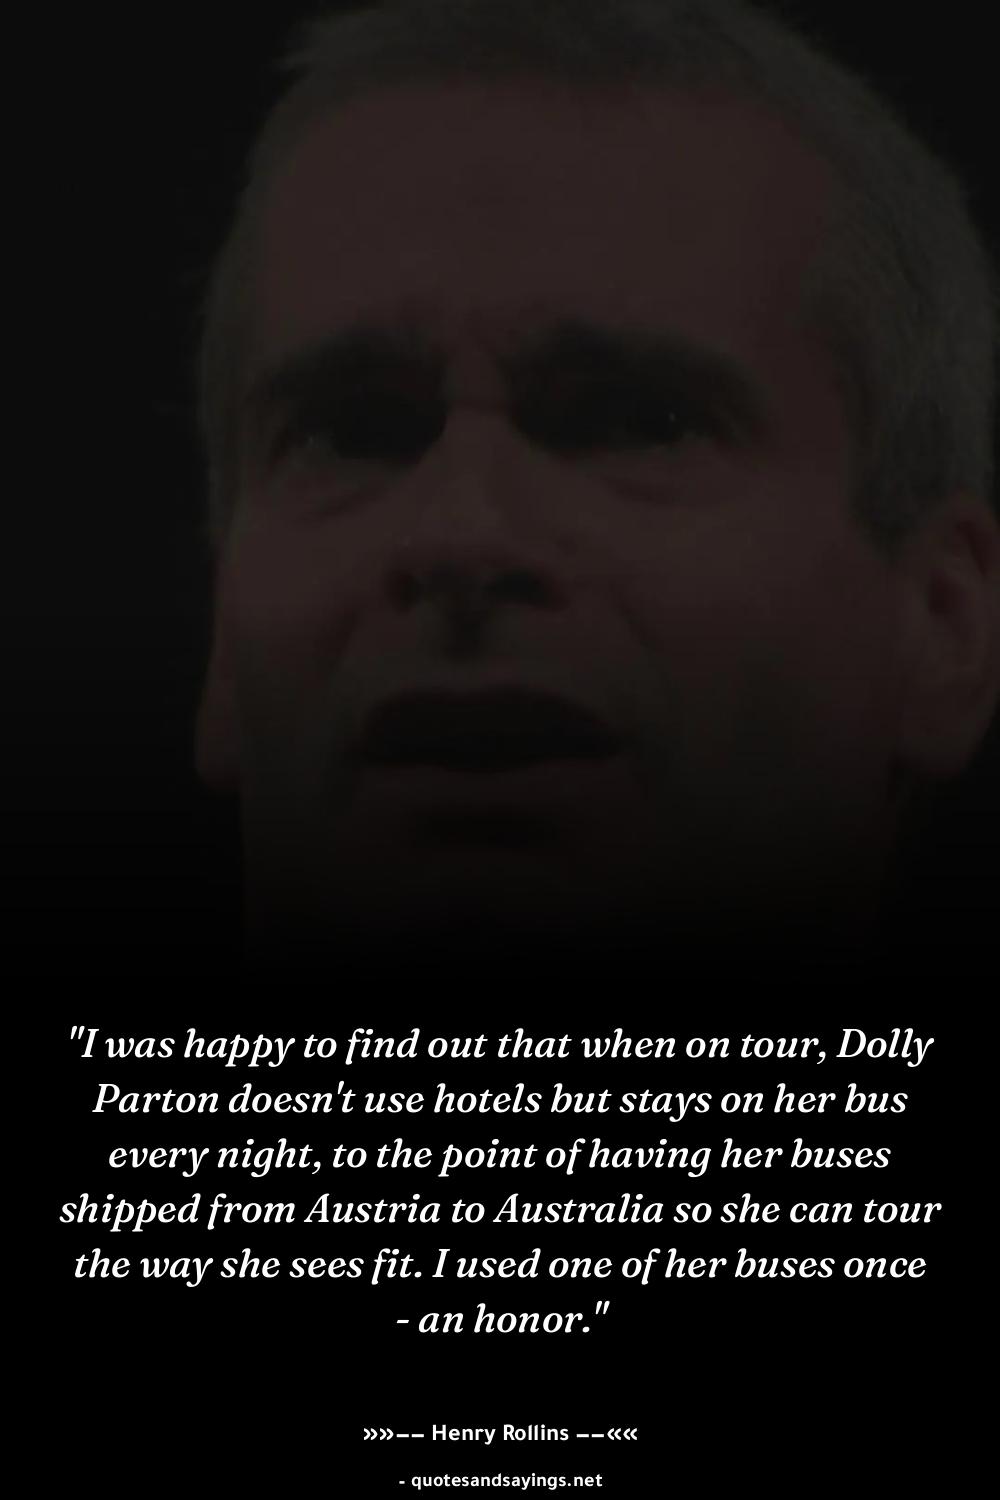 "I was happy to find out that when on tour, Dolly
Parton doesn't use hotels but stays on her bus
every night, to the point of having her buses
shipped from Austria to Australia so she can tour
the way she sees fit. I used one of her buses once
- an honor."
»»−− Henry Rollins −−««
- quotesandsayings.net